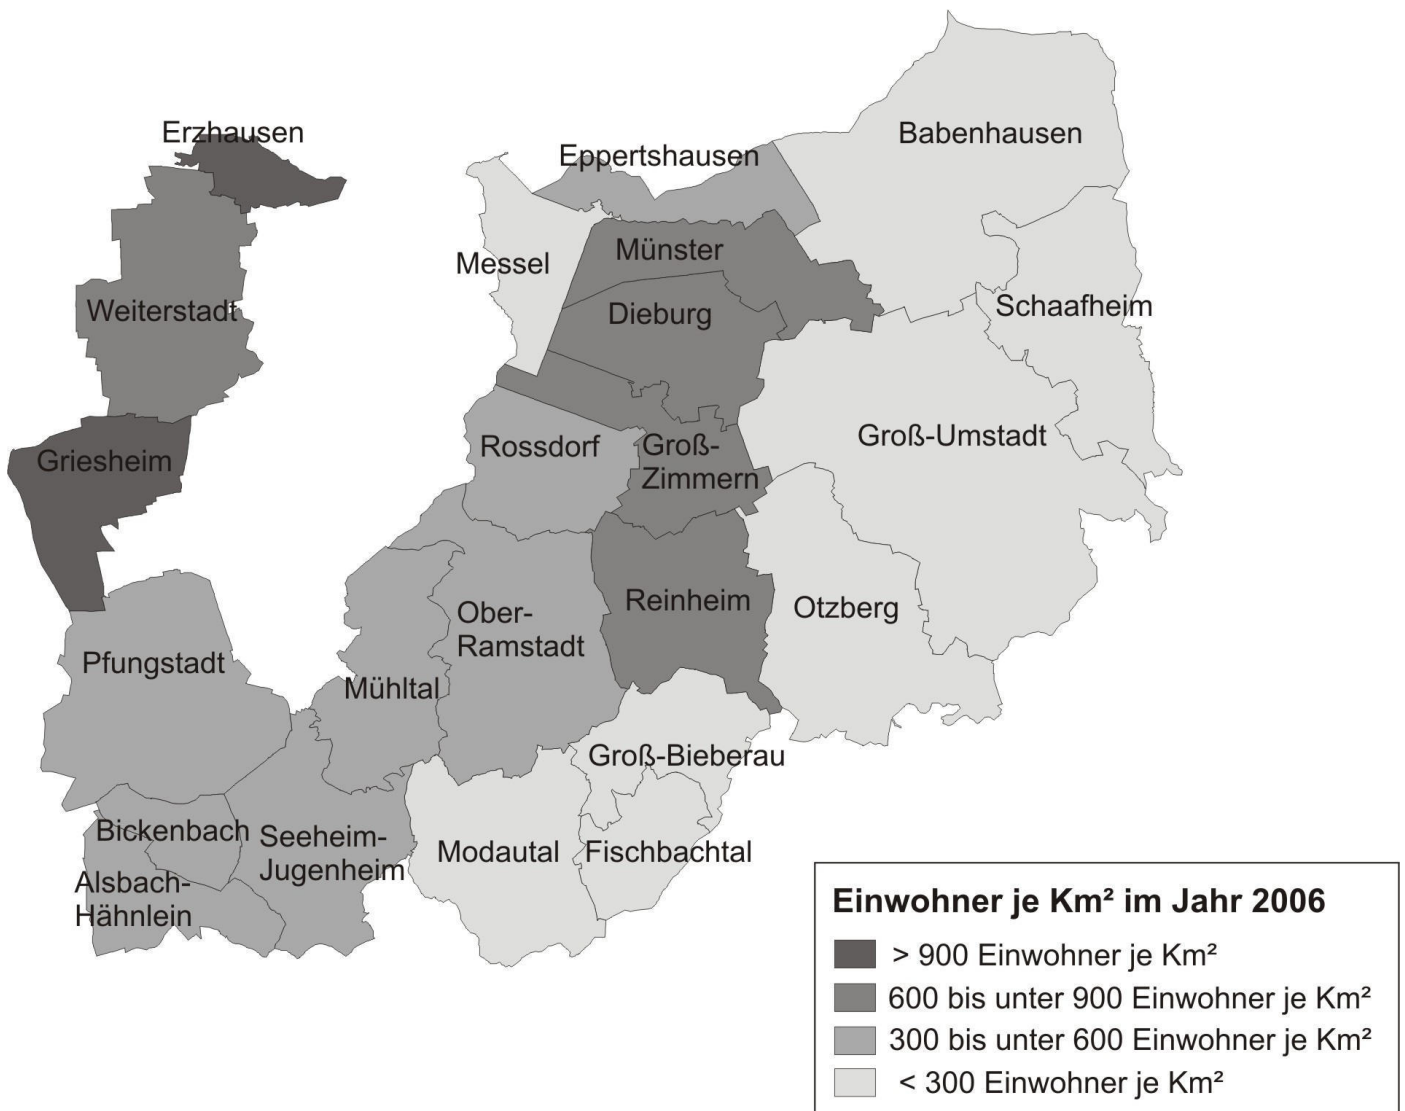 Erzhausen
Eppertshausen
Babenhausen
Messel
Münster
Weiterstadt
Dieburg
Schaafheim
Griesheim
Rossdorf
Groß-
Zimmern
Groß-Umstadt
Pfungstadt
Ober-
Ramstadt
Reinheim
Otzberg
Mühltal
Groß-Bieberau
Bickenbach
Seeheim-
Jugenheim
Modautal
Fischbachtal
Alsbach-
Hähnlein
Einwohner je Km² im Jahr 2006
> 900 Einwohner je Km²
600 bis unter 900 Einwohner je Km²
300 bis unter 600 Einwohner je Km²
< 300 Einwohner je Km²